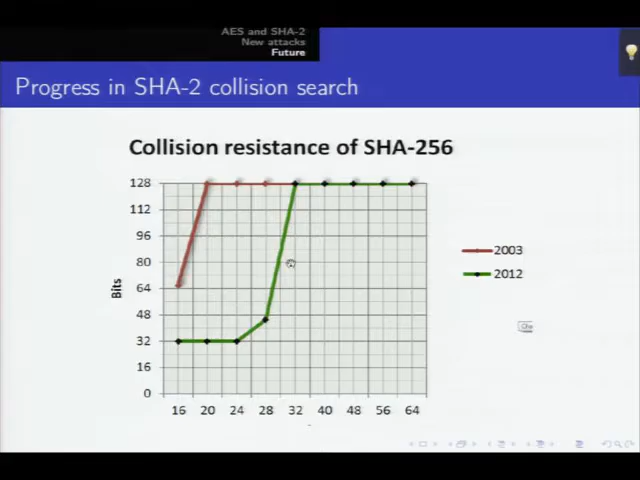 AES and SHA-2
New attacks
Future
Progress in SHA-2 collision search
Collision resistance of SHA-256
128
112
96
80
64
48
32
16
0
Bits
16 20 24 28 32 40 48 56 64
2003
2012